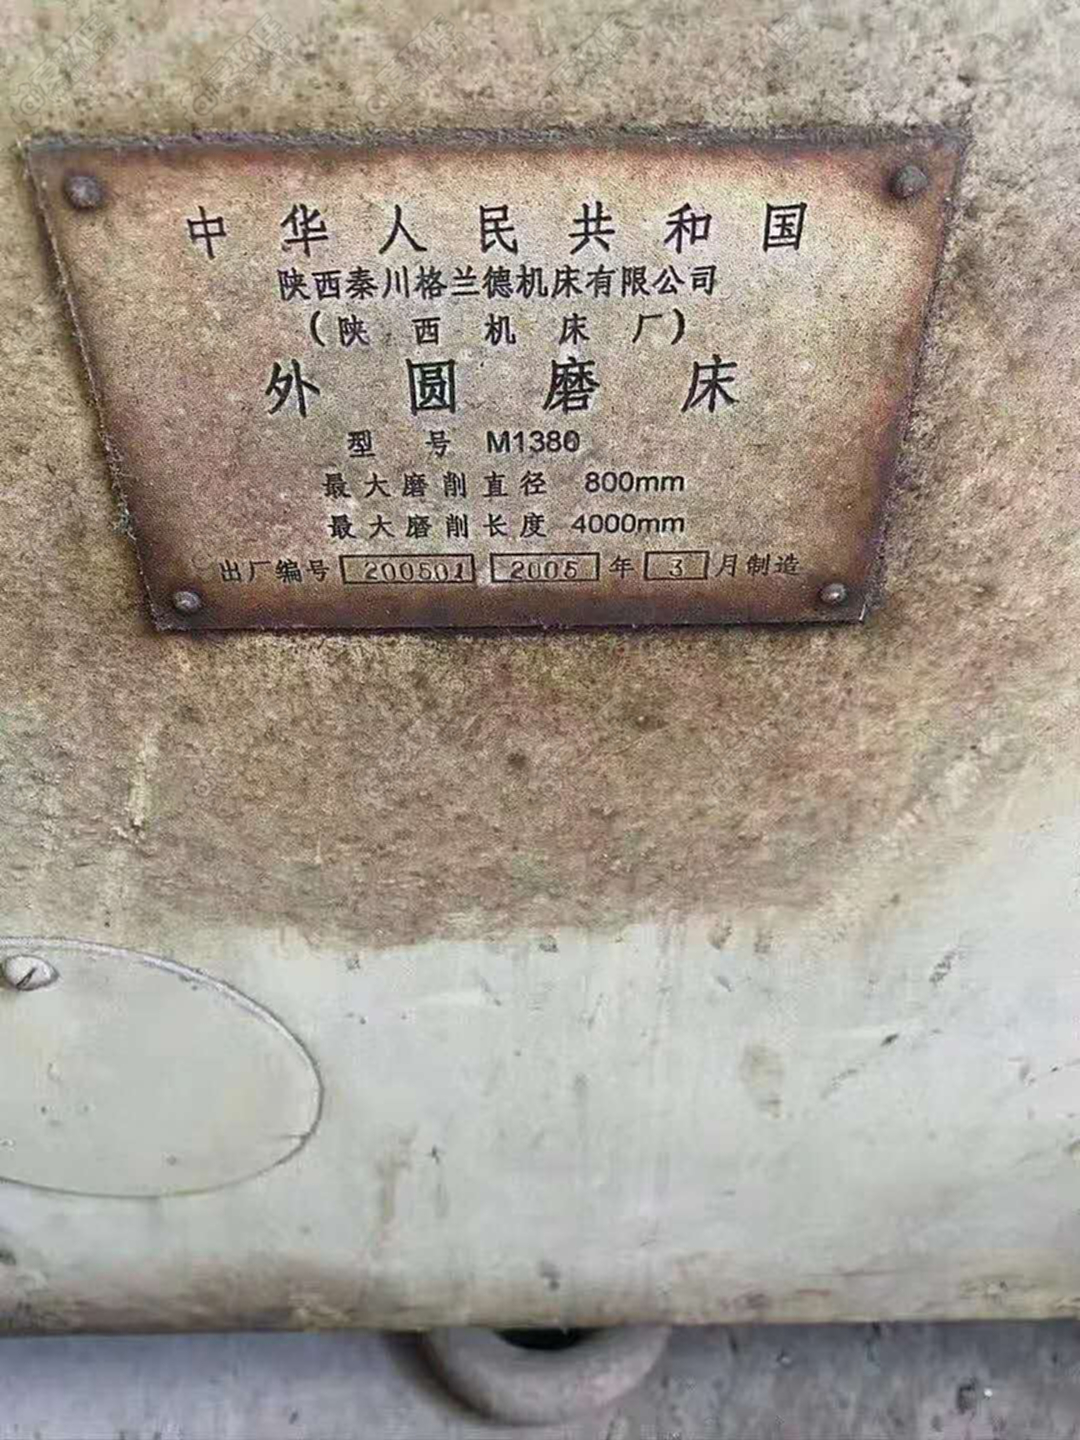 中华人民共和国
陕西秦川格兰德机床有限公司
（陕西机床厂）
外圆磨床
型号 M1380
最大磨削直径 800mm
最大磨削长度 4000mm
出厂编号 200501 2005 年 3 月制造